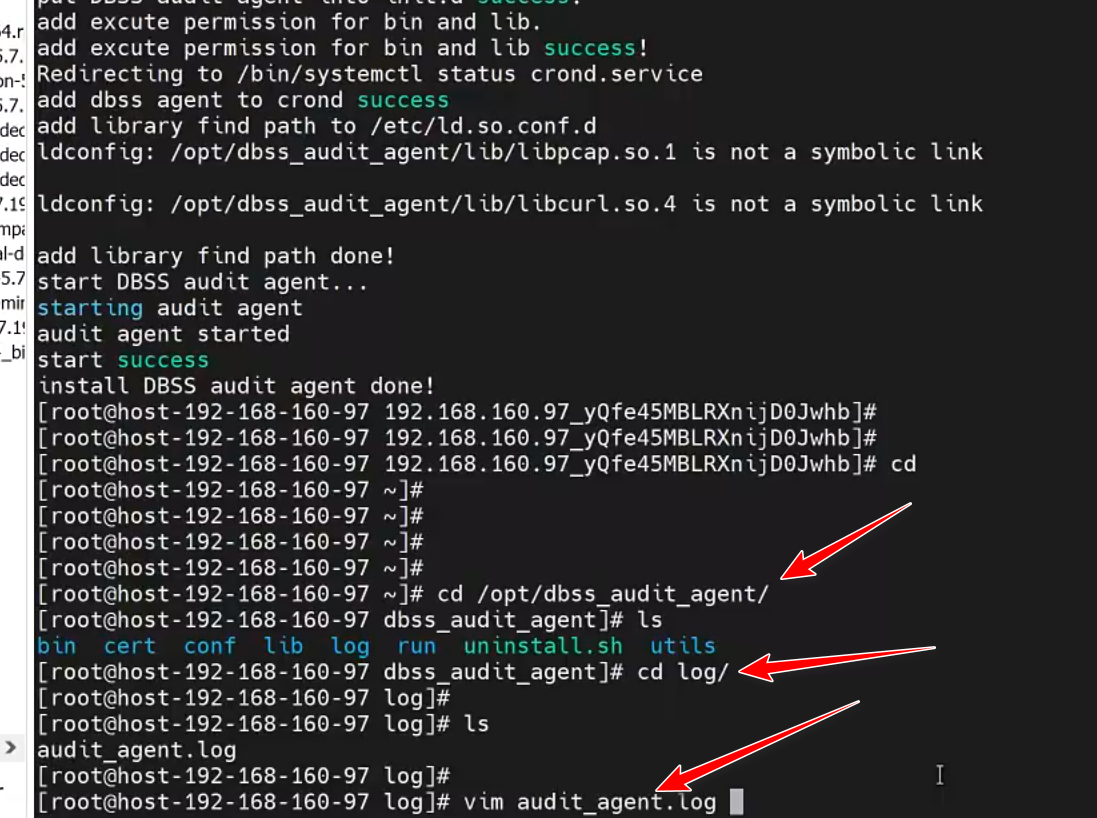 put DBSS audit agent into init.d success!
add excute permission for bin and lib.
add excute permission for bin and lib success!
Redirecting to /bin/systemctl status crond.service
add dbss agent to crond success
add library find path to /etc/ld.so.conf.d
ldconfig: /opt/dbss_audit_agent/lib/libpcap.so.1 is not a symbolic link
ldconfig: /opt/dbss_audit_agent/lib/libcurl.so.4 is not a symbolic link
add library find path done!
start DBSS audit agent...
starting audit agent
audit agent started
start success
install DBSS audit agent done!
[root@host-192-168-160-97 192.168.160.97_yQfe45MBLRXnijD0Jwhb]#
[root@host-192-168-160-97 192.168.160.97_yQfe45MBLRXnijD0Jwhb]#
[root@host-192-168-160-97 192.168.160.97_yQfe45MBLRXnijD0Jwhb]# cd
[root@host-192-168-160-97 ~]#
[root@host-192-168-160-97 ~]#
[root@host-192-168-160-97 ~]#
[root@host-192-168-160-97 ~]#
[root@host-192-168-160-97 ~]# cd /opt/dbss_audit_agent/
[root@host-192-168-160-97 dbss_audit_agent]# ls
bin cert conf lib log run uninstall.sh utils
[root@host-192-168-160-97 dbss_audit_agent]# cd log/
[root@host-192-168-160-97 log]#
[root@host-192-168-160-97 log]# ls
audit_agent.log
[root@host-192-168-160-97 log]#
[root@host-192-168-160-97 log]# vim audit_agent.log